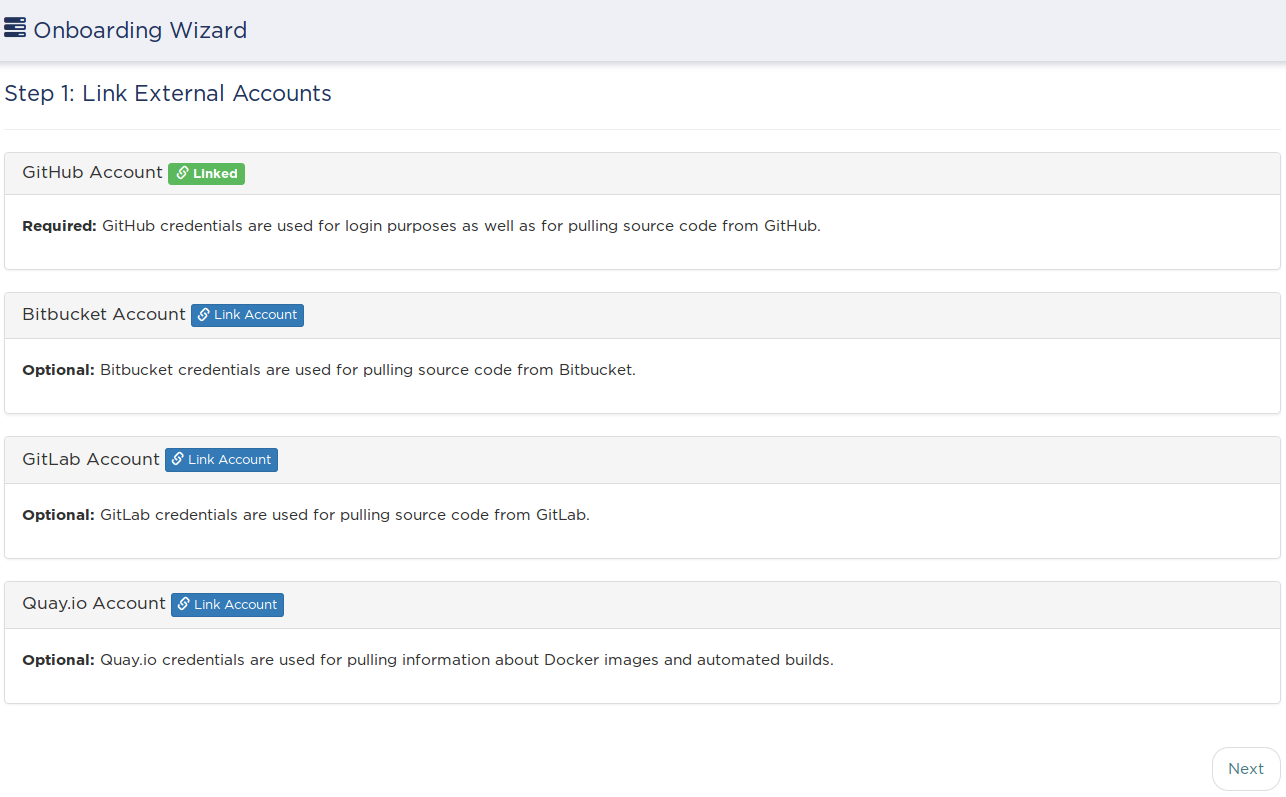 Onboarding Wizard
Step 1: Link External Accounts
GitHub Account Linked
Required: GitHub credentials are used for login purposes as well as for pulling source code from GitHub.
Bitbucket Account Link Account
Optional: Bitbucket credentials are used for pulling source code from Bitbucket.
GitLab Account Link Account
Optional: GitLab credentials are used for pulling source code from GitLab.
Quay.io Account Link Account
Optional: Quay.io credentials are used for pulling information about Docker images and automated builds.
Next